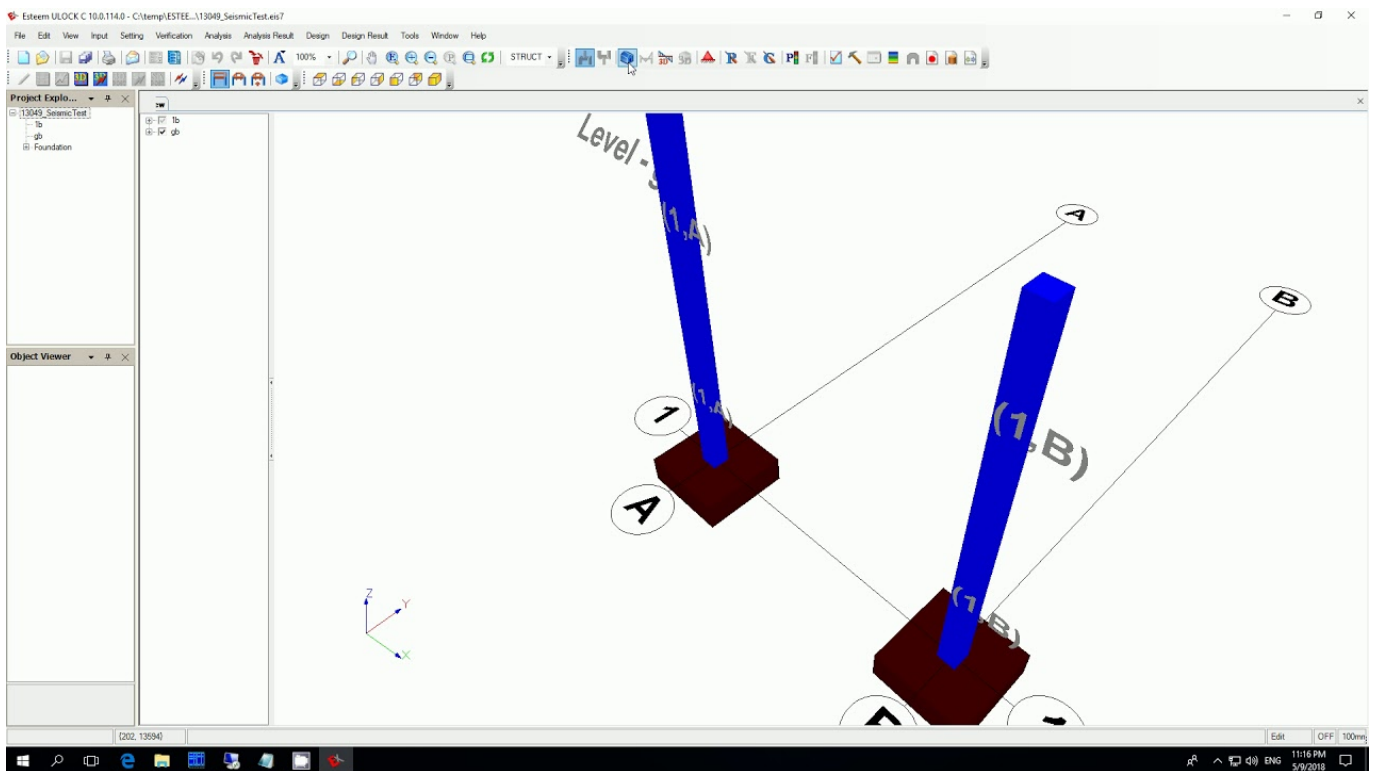 Esteem ULOCK C 10.0.114.0 - C:\temp\ESTEE...\13049_SeismicTest.eis7
File Edit View Input Setting Verification Analysis Analysis Result Design Design Result Tools Window Help
100% STRUCT
Project Explo...
13049_SeismicTest
1b
gb
Foundation
1b
gb
Object Viewer
Level -
(1,A)
(1,A)
A
B
1
A
(1,B)
(1,B)
1
Z
Y
X
{202, 13594}
Edit OFF 100mm
ENG
11:16 PM
5/9/2018